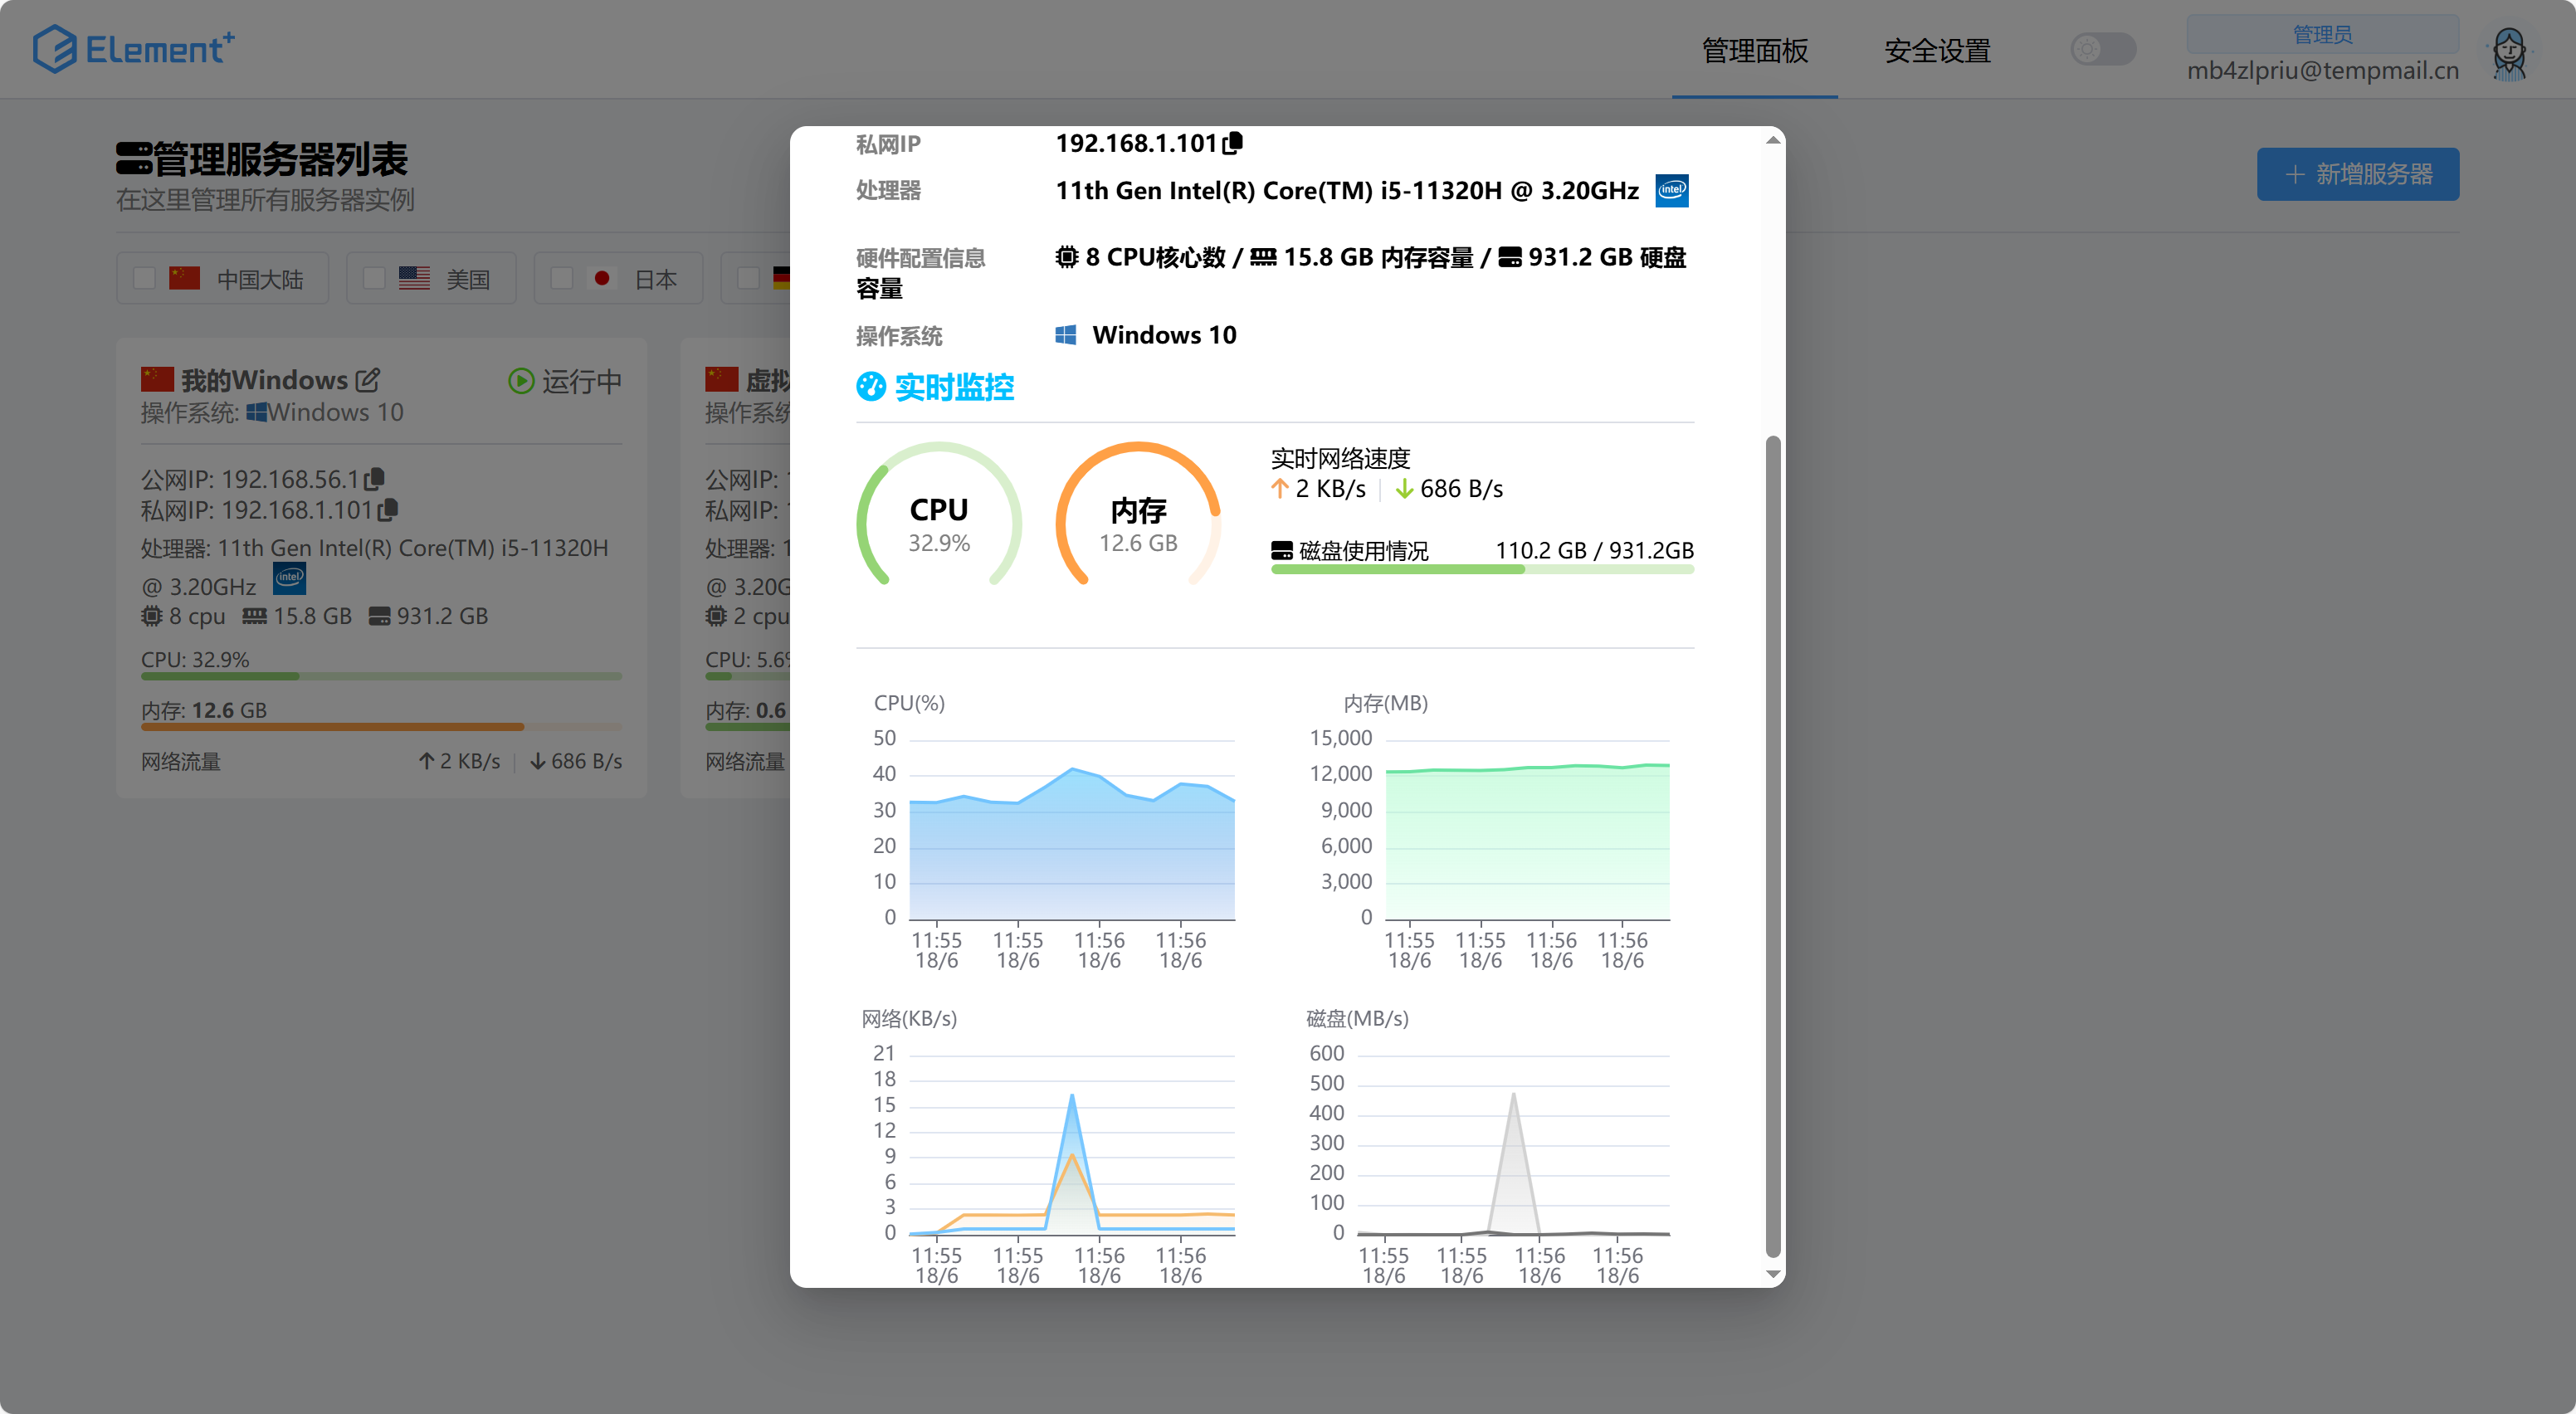 Element+
管理面板
安全设置
管理员
mb4zlpriu@tempmail.cn
管理服务器列表
在这里管理所有服务器实例
新增服务器
中国大陆
美国
日本
我的Windows
运行中
操作系统: Windows 10
公网IP: 192.168.56.1
私网IP: 192.168.1.101
处理器: 11th Gen Intel(R) Core(TM) i5-11320H
@ 3.20GHz intel
8 cpu 15.8 GB 931.2 GB
CPU: 32.9%
内存: 12.6 GB
网络流量 2 KB/s 686 B/s
虚拟
操作系统
公网IP:
私网IP:
处理器: 1
@ 3.20G
2 cpu
CPU: 5.6%
内存: 0.6
网络流量
私网IP 192.168.1.101
处理器 11th Gen Intel(R) Core(TM) i5-11320H @ 3.20GHz intel
硬件配置信息 8 CPU核心数 / 15.8 GB 内存容量 / 931.2 GB 硬盘
容量
操作系统 Windows 10
实时监控
CPU
32.9%
内存
12.6 GB
实时网络速度
2 KB/s 686 B/s
磁盘使用情况 110.2 GB / 931.2GB
CPU(%)
50
40
30
20
10
0
11:55 11:55 11:56 11:56
18/6 18/6 18/6 18/6
内存(MB)
15,000
12,000
9,000
6,000
3,000
0
11:55 11:55 11:56 11:56
18/6 18/6 18/6 18/6
网络(KB/s)
21
18
15
12
9
6
3
0
11:55 11:55 11:56 11:56
18/6 18/6 18/6 18/6
磁盘(MB/s)
600
500
400
300
200
100
0
11:55 11:55 11:56 11:56
18/6 18/6 18/6 18/6